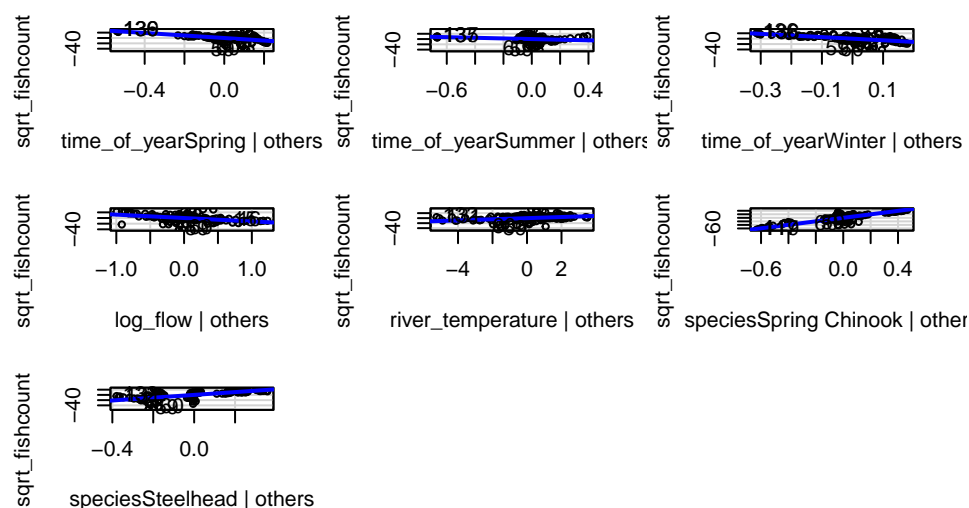 sqrt_fishcount
−40
−0.4 0.0
time_of_yearSpring | others
sqrt_fishcount
−40
−0.6 0.0 0.4
time_of_yearSummer | others
sqrt_fishcount
−40
−0.3 −0.1 0.1
time_of_yearWinter | others
sqrt_fishcount
−40
−1.0 0.0 1.0
log_flow | others
sqrt_fishcount
−40
−4 0 2
river_temperature | others
sqrt_fishcount
−60
−0.6 0.0 0.4
speciesSpring Chinook | other
sqrt_fishcount
−40
−0.4 0.0
speciesSteelhead | others